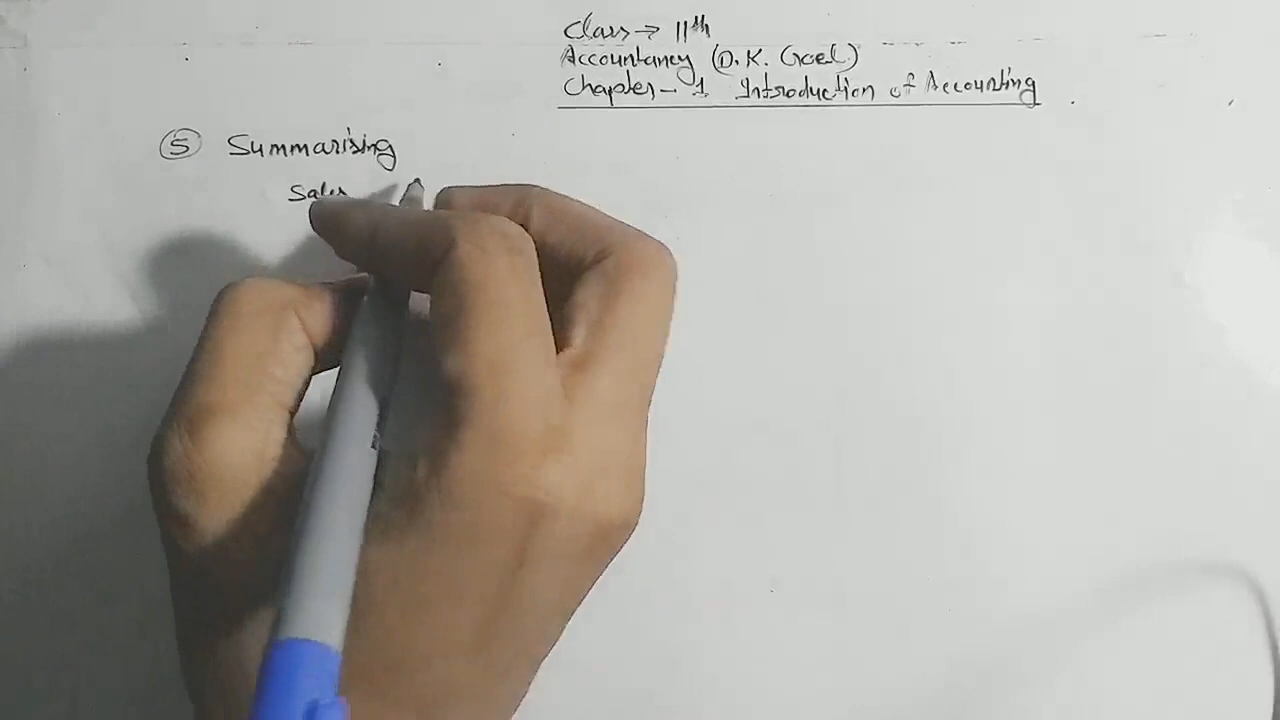 Class → 11th
Accountancy (D. K. Goel)
Chapter - 1 Introduction of Accounting
5 Summarising
Sales